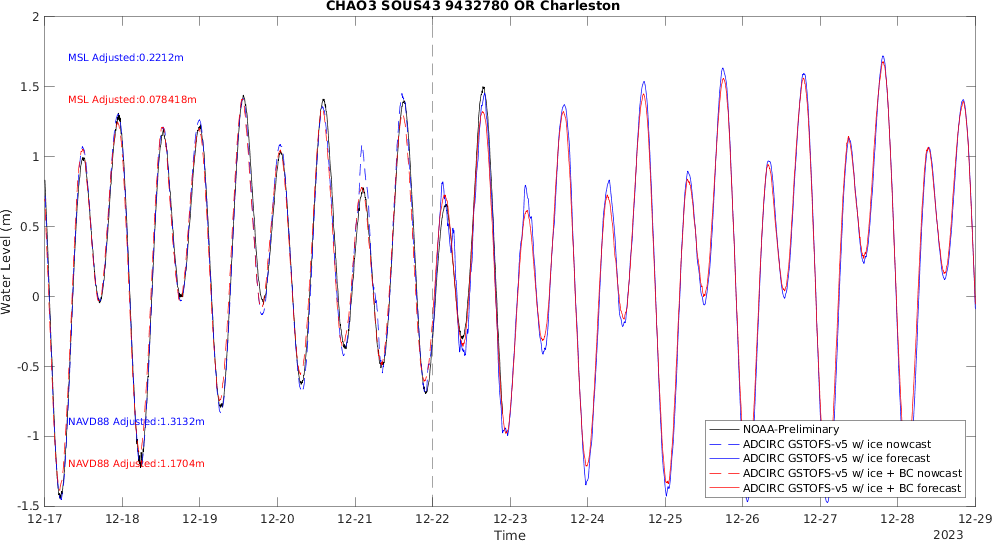 CHAO3 SOUS43 9432780 OR Charleston
2
1.5
1
0.5
0
-0.5
-1
-1.5
Water Level (m)
MSL Adjusted:0.2212m
MSL Adjusted:0.078418m
NAVD88 Adjusted:1.3132m
NAVD88 Adjusted:1.1704m
NOAA-Preliminary
ADCIRC GSTOFS-v5 w/ ice nowcast
ADCIRC GSTOFS-v5 w/ ice forecast
ADCIRC GSTOFS-v5 w/ ice + BC nowcast
ADCIRC GSTOFS-v5 w/ ice + BC forecast
12-17 12-18 12-19 12-20 12-21 12-22 12-23 12-24 12-25 12-26 12-27 12-28 12-29
Time
2023